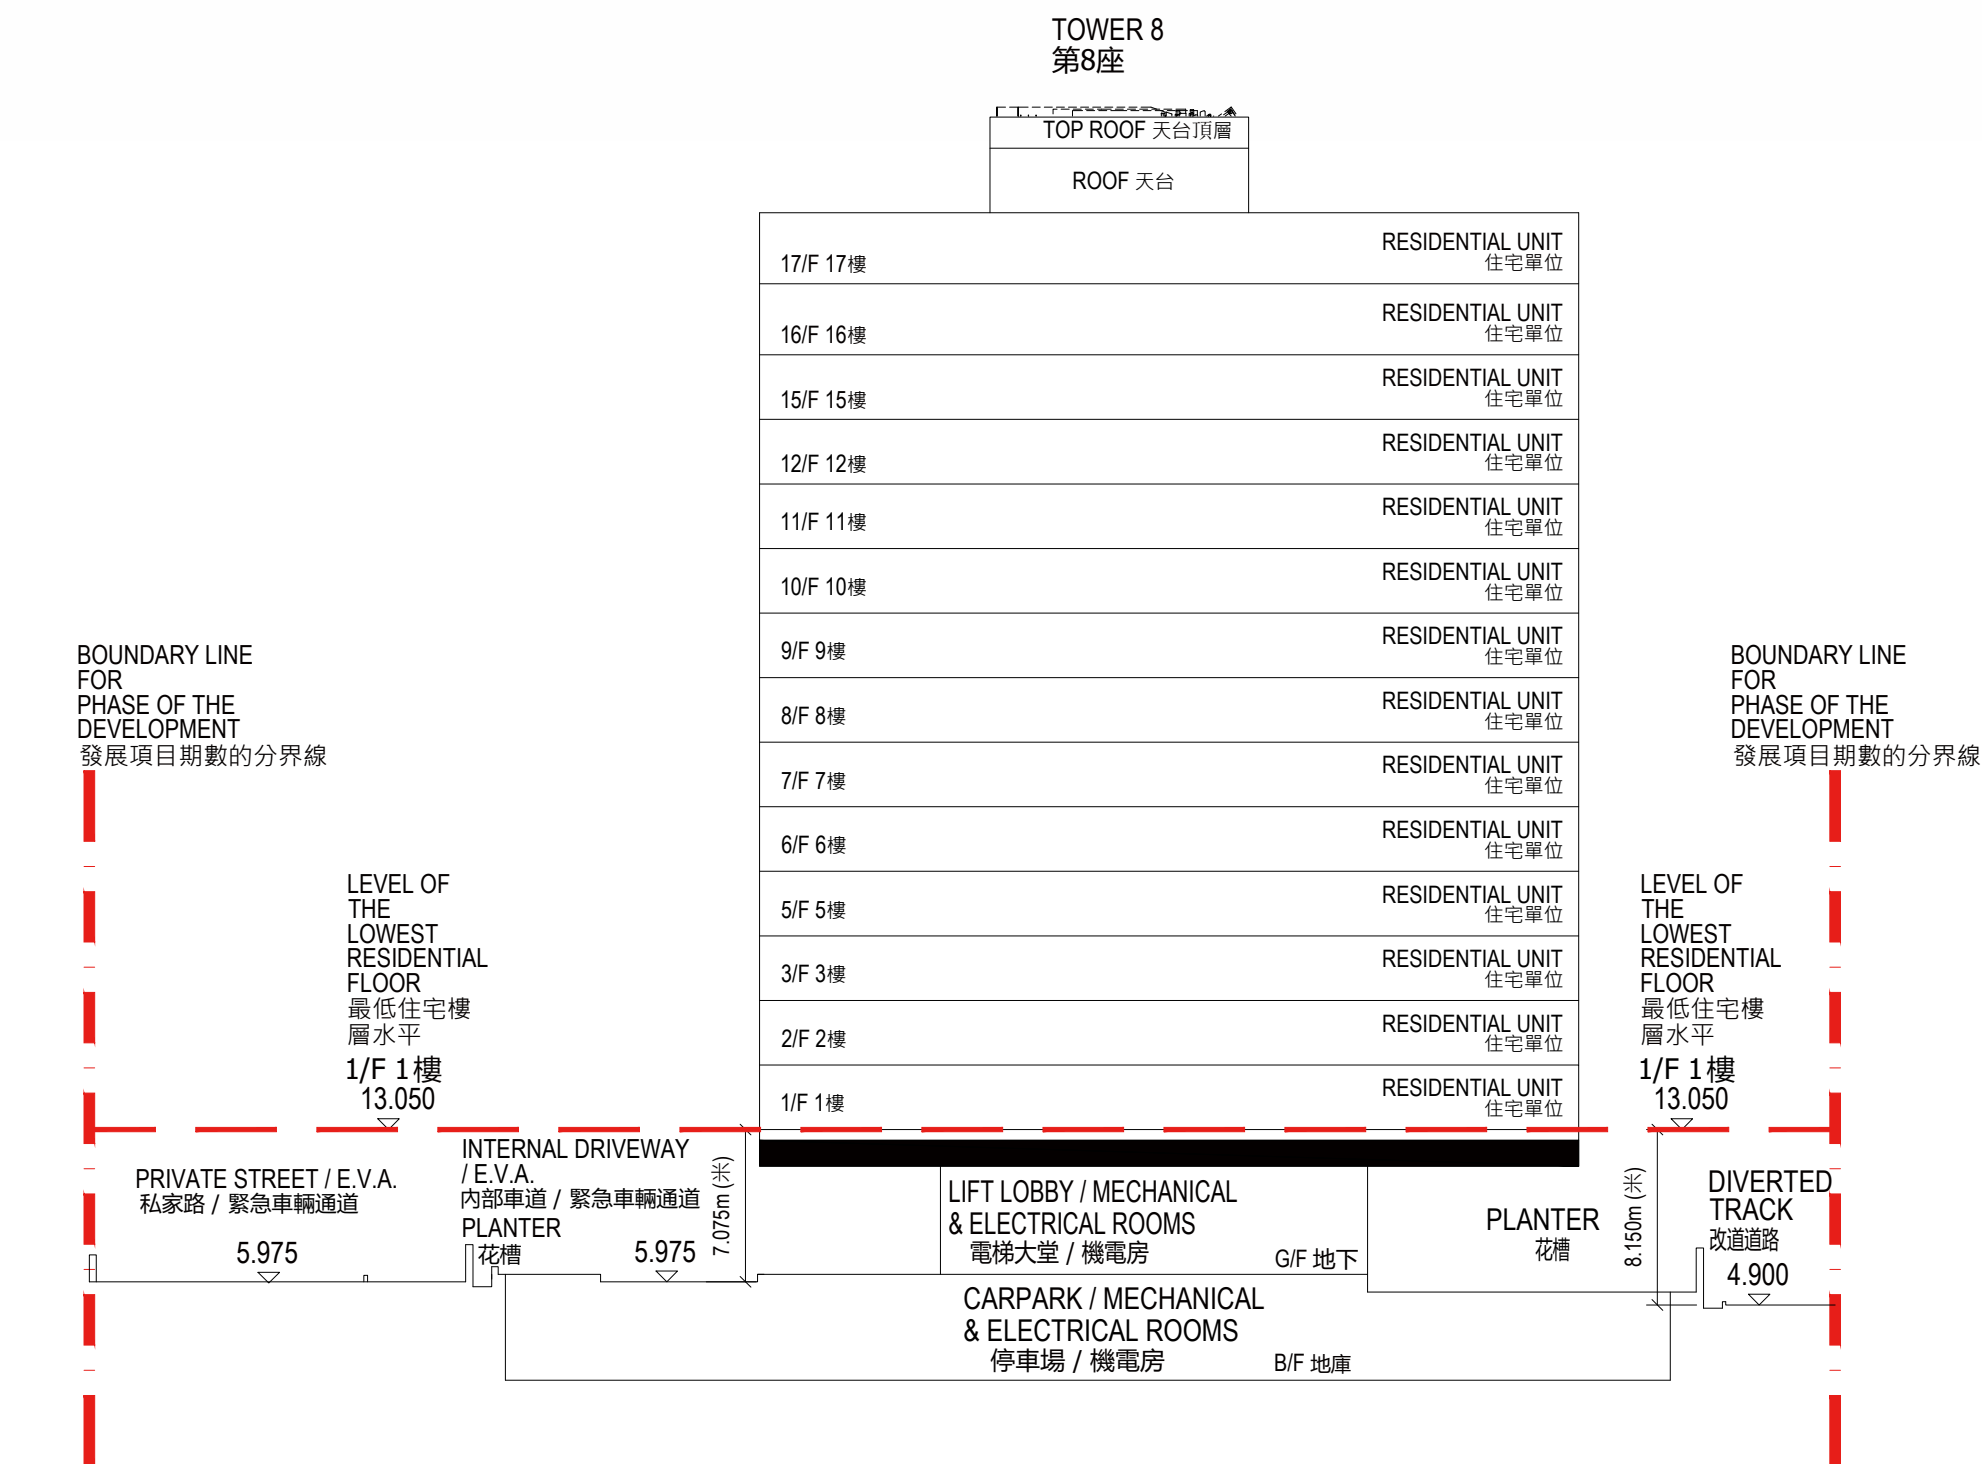 TOWER 8
第8座
TOP ROOF 天台頂層
ROOF 天台
17/F 17樓
RESIDENTIAL UNIT
住宅單位
16/F 16樓
RESIDENTIAL UNIT
住宅單位
15/F 15樓
RESIDENTIAL UNIT
住宅單位
12/F 12樓
RESIDENTIAL UNIT
住宅單位
11/F 11樓
RESIDENTIAL UNIT
住宅單位
10/F 10樓
RESIDENTIAL UNIT
住宅單位
9/F 9樓
RESIDENTIAL UNIT
住宅單位
8/F 8樓
RESIDENTIAL UNIT
住宅單位
7/F 7樓
RESIDENTIAL UNIT
住宅單位
6/F 6樓
RESIDENTIAL UNIT
住宅單位
5/F 5樓
RESIDENTIAL UNIT
住宅單位
3/F 3樓
RESIDENTIAL UNIT
住宅單位
2/F 2樓
RESIDENTIAL UNIT
住宅單位
1/F 1樓
RESIDENTIAL UNIT
住宅單位
BOUNDARY LINE
FOR
PHASE OF THE
DEVELOPMENT
發展項目期數的分界線
BOUNDARY LINE
FOR
PHASE OF THE
DEVELOPMENT
發展項目期數的分界線
LEVEL OF
THE
LOWEST
RESIDENTIAL
FLOOR
最低住宅樓
層水平
1/F 1樓
13.050
LEVEL OF
THE
LOWEST
RESIDENTIAL
FLOOR
最低住宅樓
層水平
1/F 1樓
13.050
PRIVATE STREET / E.V.A.
私家路 / 緊急車輛通道
5.975
INTERNAL DRIVEWAY
/ E.V.A.
內部車道 / 緊急車輛通道
PLANTER
花槽
5.975
7.075m (米)
LIFT LOBBY / MECHANICAL
& ELECTRICAL ROOMS
電梯大堂 / 機電房
G/F 地下
PLANTER
花槽
8.150m (米)
DIVERTED
TRACK
改道道路
4.900
CARPARK / MECHANICAL
& ELECTRICAL ROOMS
停車場 / 機電房
B/F 地庫